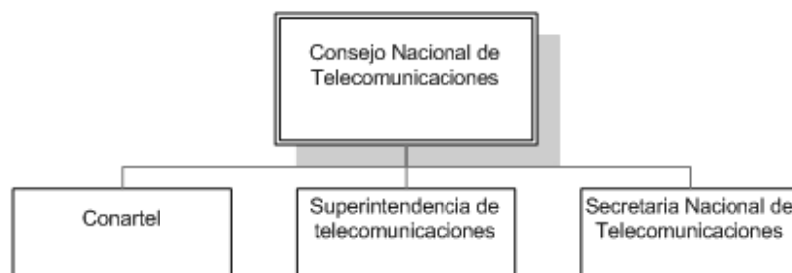 Consejo Nacional de
Telecomunicaciones
Conartel
Superintendencia de
telecomunicaciones
Secretaria Nacional de
Telecomunicaciones